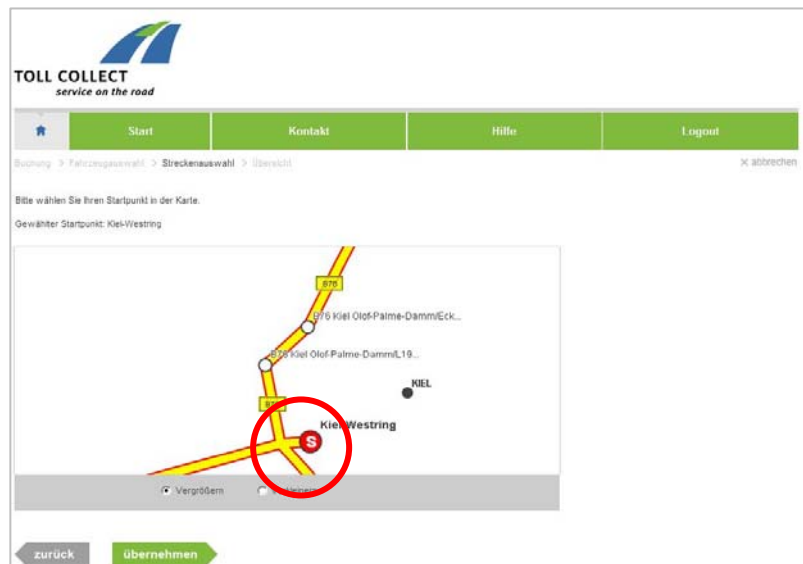 TOLL COLLECT
service on the road
Start Kontakt Hilfe Logout
Buchung > Fahrzeugauswahl > Streckenauswahl > Übersicht × abbrechen
Bitte wählen Sie Ihren Startpunkt in der Karte.
Gewählter Startpunkt: Kiel-Westring
B76
B76 Kiel Olof-Palme-Damm/Eck...
B76 Kiel Olof-Palme-Damm/L19...
KIEL
Kiel-Westring
S
Vergrößern
zurück übernehmen